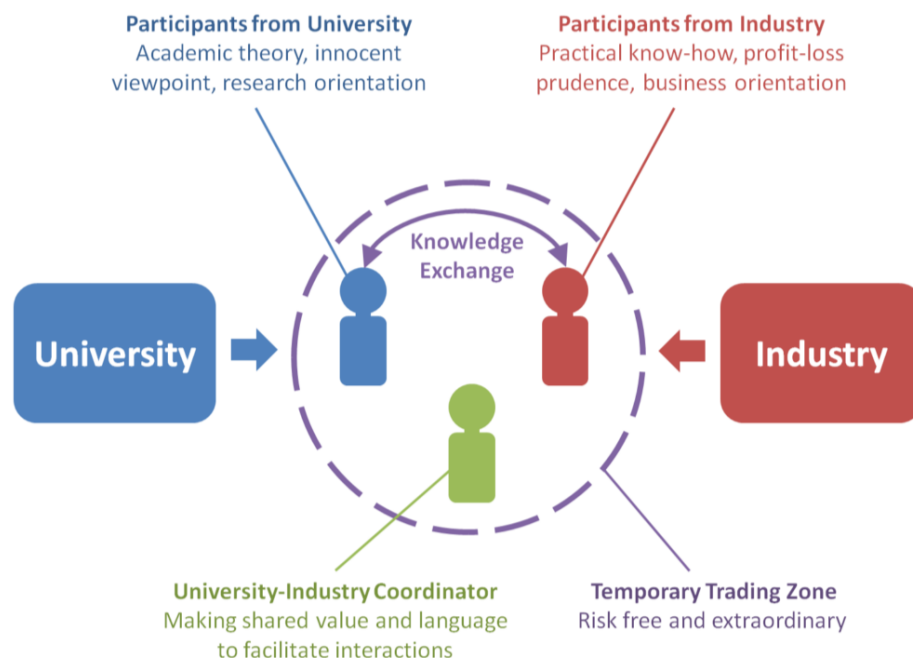 Participants from University
Academic theory, innocent
viewpoint, research orientation
Participants from Industry
Practical know-how, profit-loss
prudence, business orientation
Knowledge
Exchange
University
Industry
University-Industry Coordinator
Making shared value and language
to facilitate interactions
Temporary Trading Zone
Risk free and extraordinary